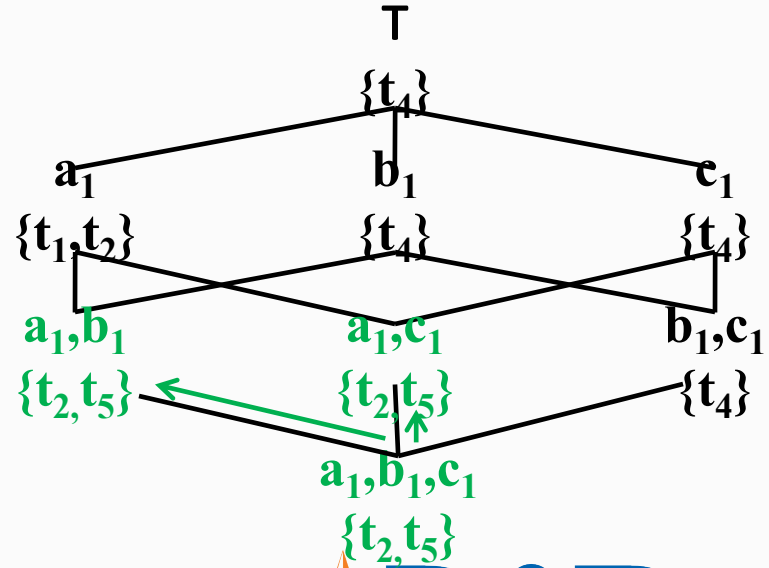 T
{t₄}
a₁ b₁ c₁
{t₁,t₂} {t₄} {t₄}
a₁,b₁ a₁,c₁ b₁,c₁
{t₂,t₅} {t₂,t₅} {t₄}
a₁,b₁,c₁
{t₂,t₅}